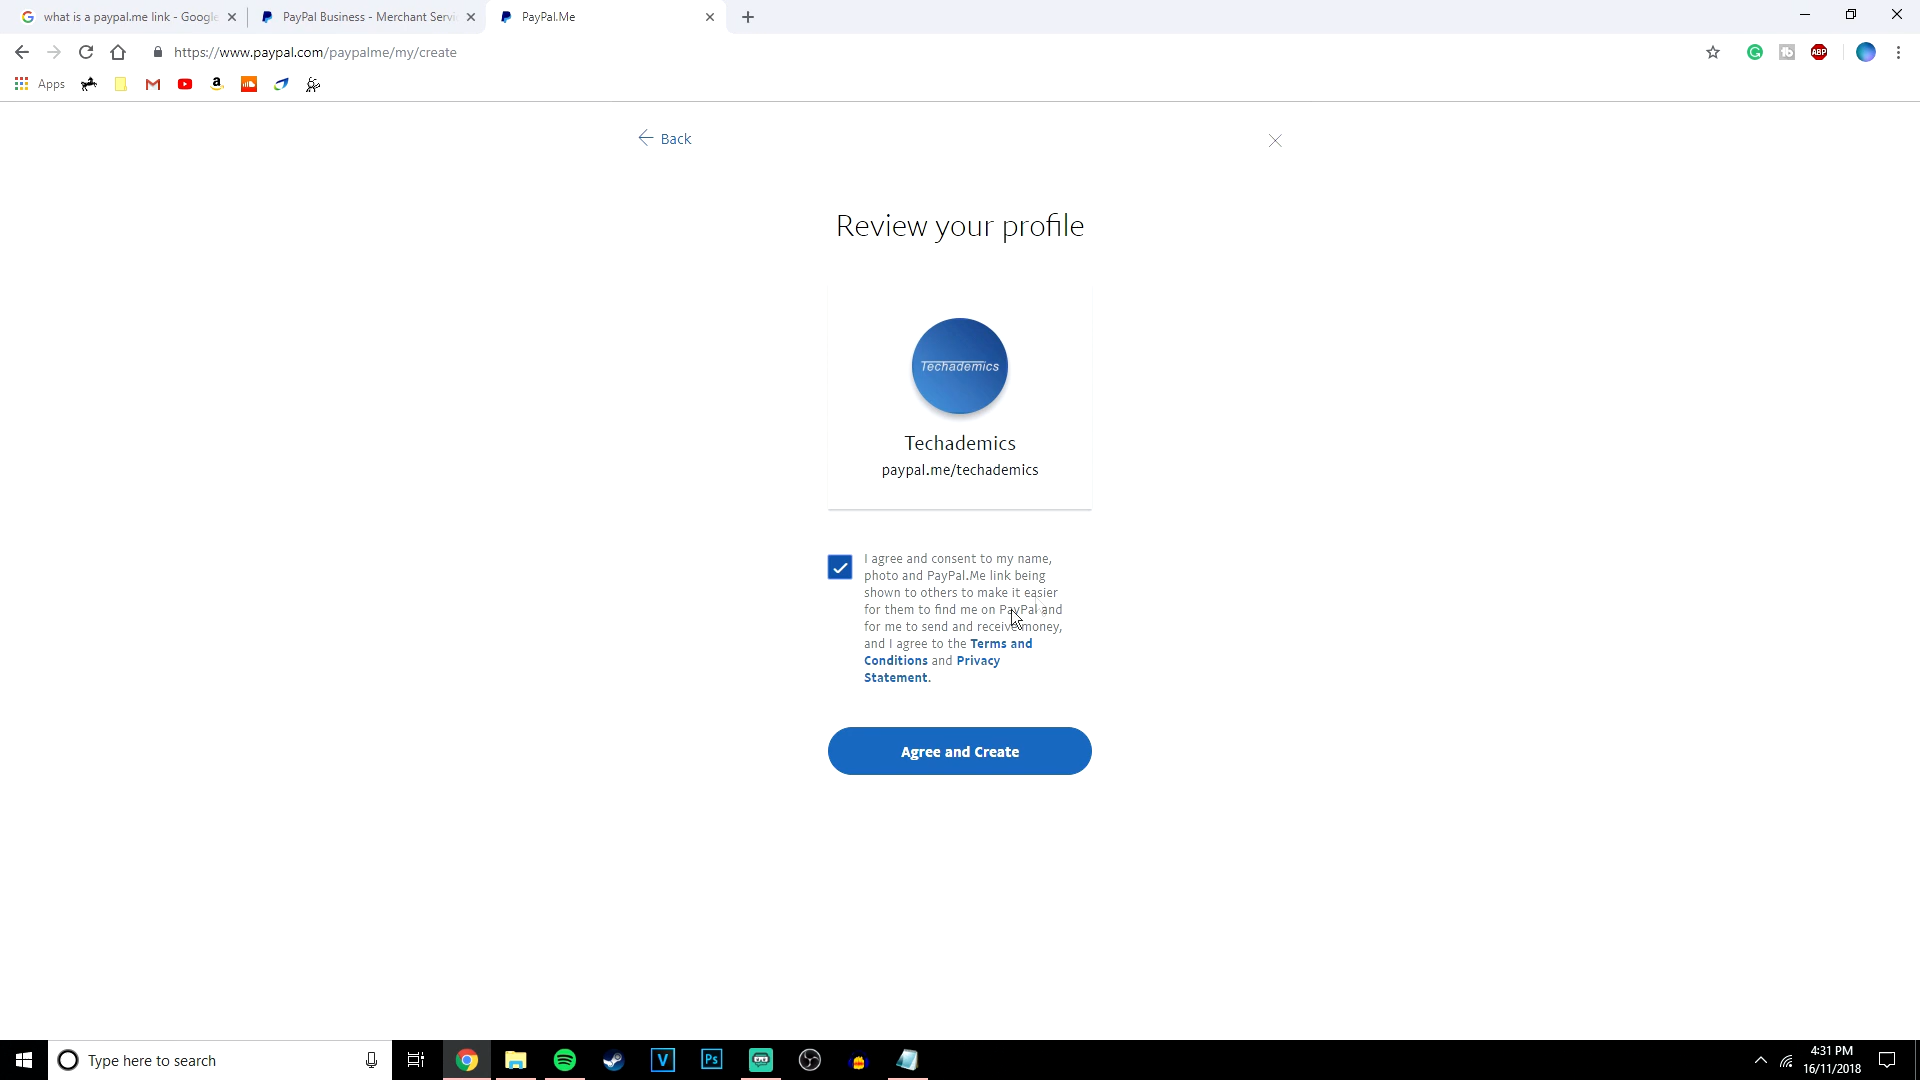 what is a paypal.me link - Google
PayPal Business - Merchant Servi
PayPal.Me
https://www.paypal.com/paypalme/my/create
ABP
Apps
Back
Review your profile
Techademics
Techademics
paypal.me/techademics
I agree and consent to my name,
photo and PayPal.Me link being
shown to others to make it easier
for them to find me on PayPal and
for me to send and receive money,
and I agree to the Terms and
Conditions and Privacy
Statement.
Agree and Create
Type here to search
V
Ps
4:31 PM
16/11/2018